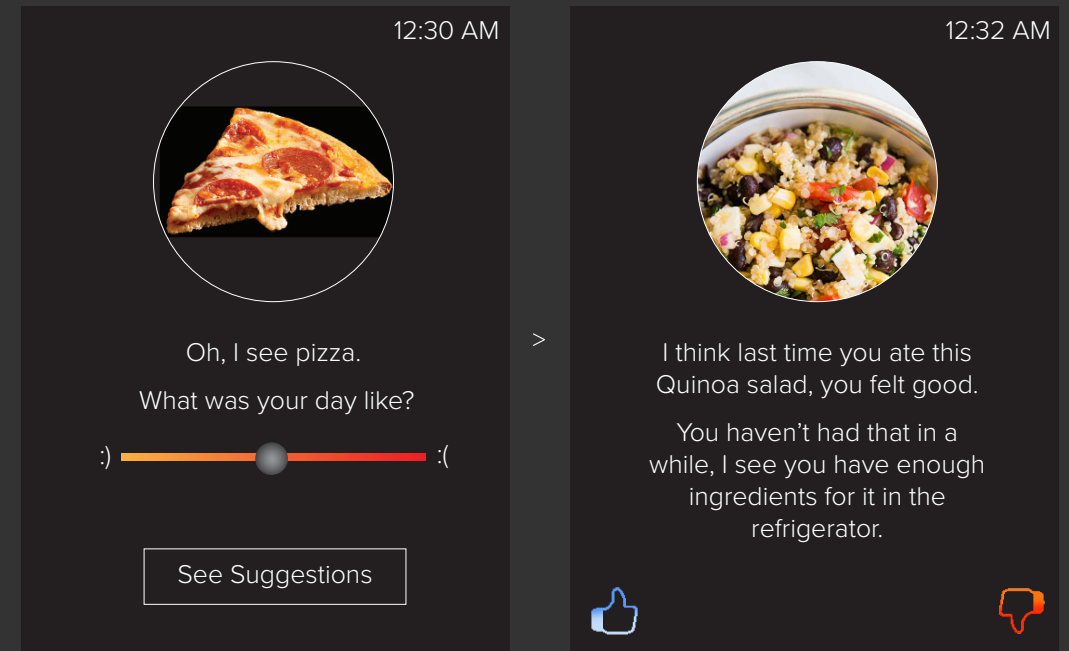 12:30 AM
Oh, I see pizza.
What was your day like?
:) :(
See Suggestions
>
12:32 AM
I think last time you ate this
Quinoa salad, you felt good.
You haven’t had that in a
while, I see you have enough
ingredients for it in the
refrigerator.